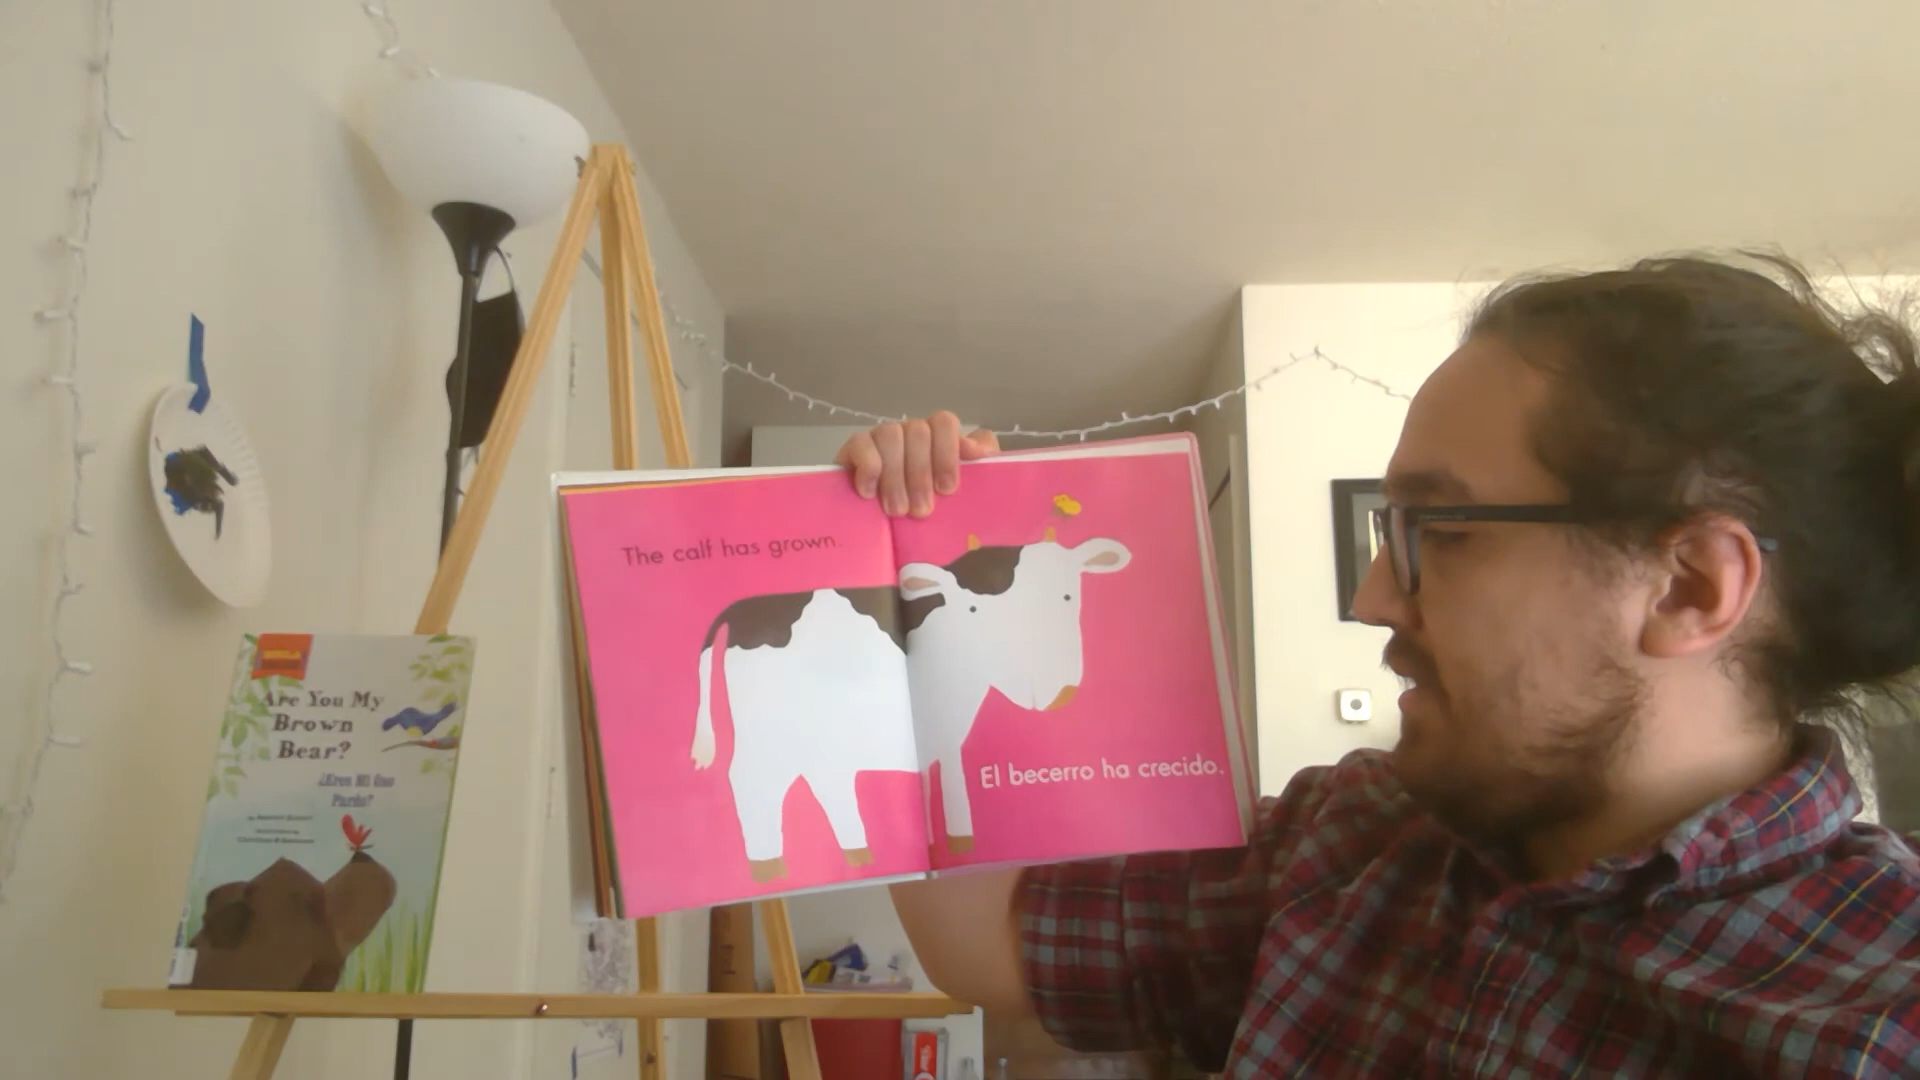 The calf has grown.
El becerro ha crecido.
Are You My
Brown
Bear?
¿Eres Mi Oso
Pardo?